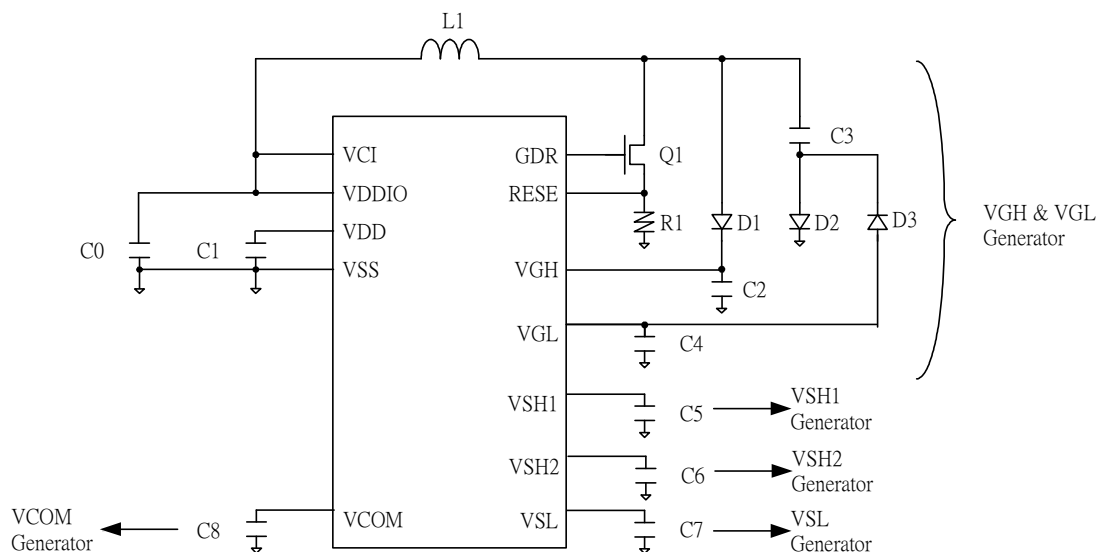 L1
VCI
GDR
Q1
C3
VDDIO
RESE
VDD
R1
D1
D2
D3
VGH & VGL
Generator
C0
C1
VSS
VGH
C2
VGL
C4
VSH1
C5
VSH1
Generator
VSH2
C6
VSH2
Generator
VCOM
Generator
C8
VCOM
VSL
C7
VSL
Generator